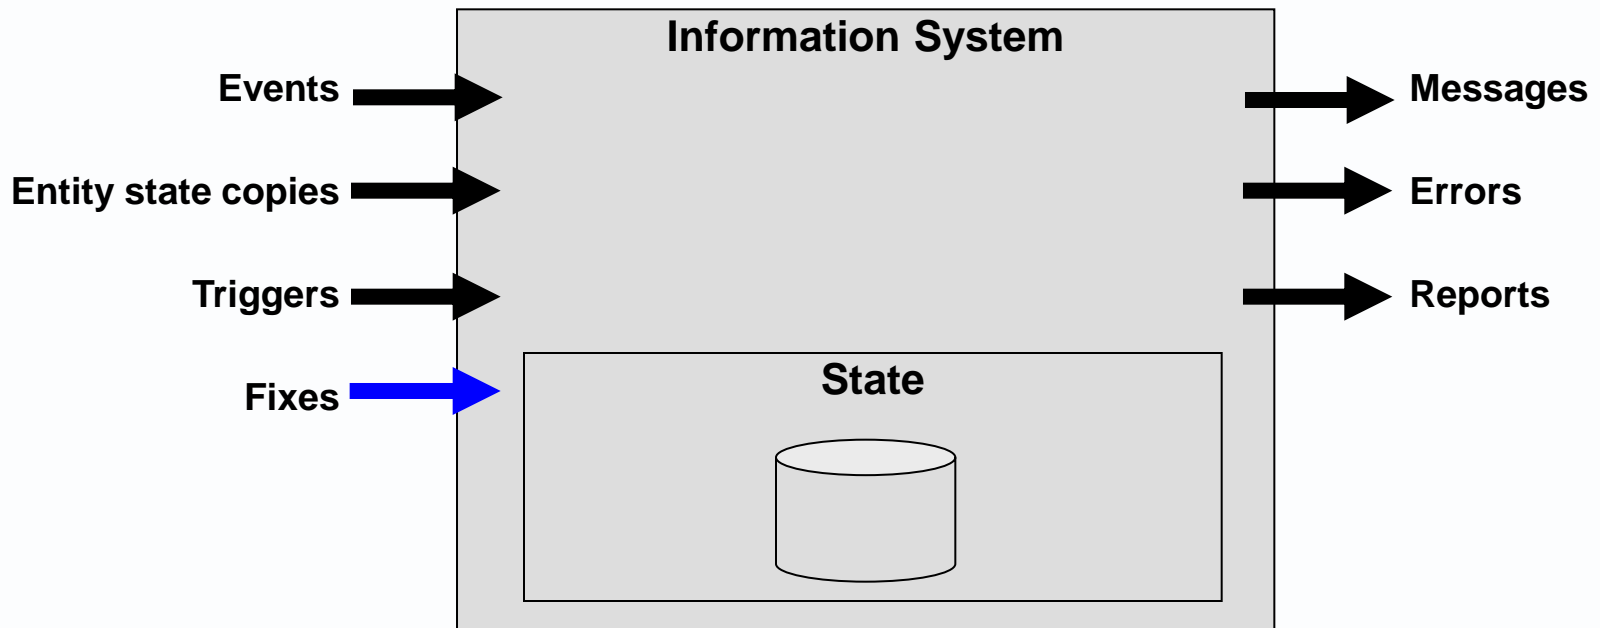 Information System
Events
Messages
Entity state copies
Errors
Triggers
Reports
Fixes
State